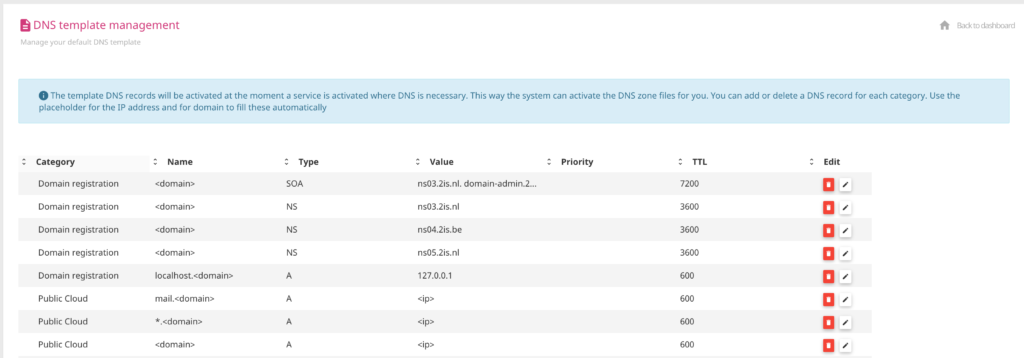 DNS template management
Back to dashboard
Manage your default DNS template
The template DNS records will be activated at the moment a service is activated where DNS is necessary. This way the system can activate the DNS zone files for you. You can add or delete a DNS record for each category. Use the
placeholder for the IP address and for domain to fill these automatically
Category Name Type Value Priority TTL Edit
Domain registration <domain> SOA ns03.2is.nl. domain-admin.2... 7200
Domain registration <domain> NS ns03.2is.nl 3600
Domain registration <domain> NS ns04.2is.be 3600
Domain registration <domain> NS ns05.2is.nl 3600
Domain registration localhost.<domain> A 127.0.0.1 600
Public Cloud mail.<domain> A <ip> 600
Public Cloud *.<domain> A <ip> 600
Public Cloud <domain> A <ip> 600